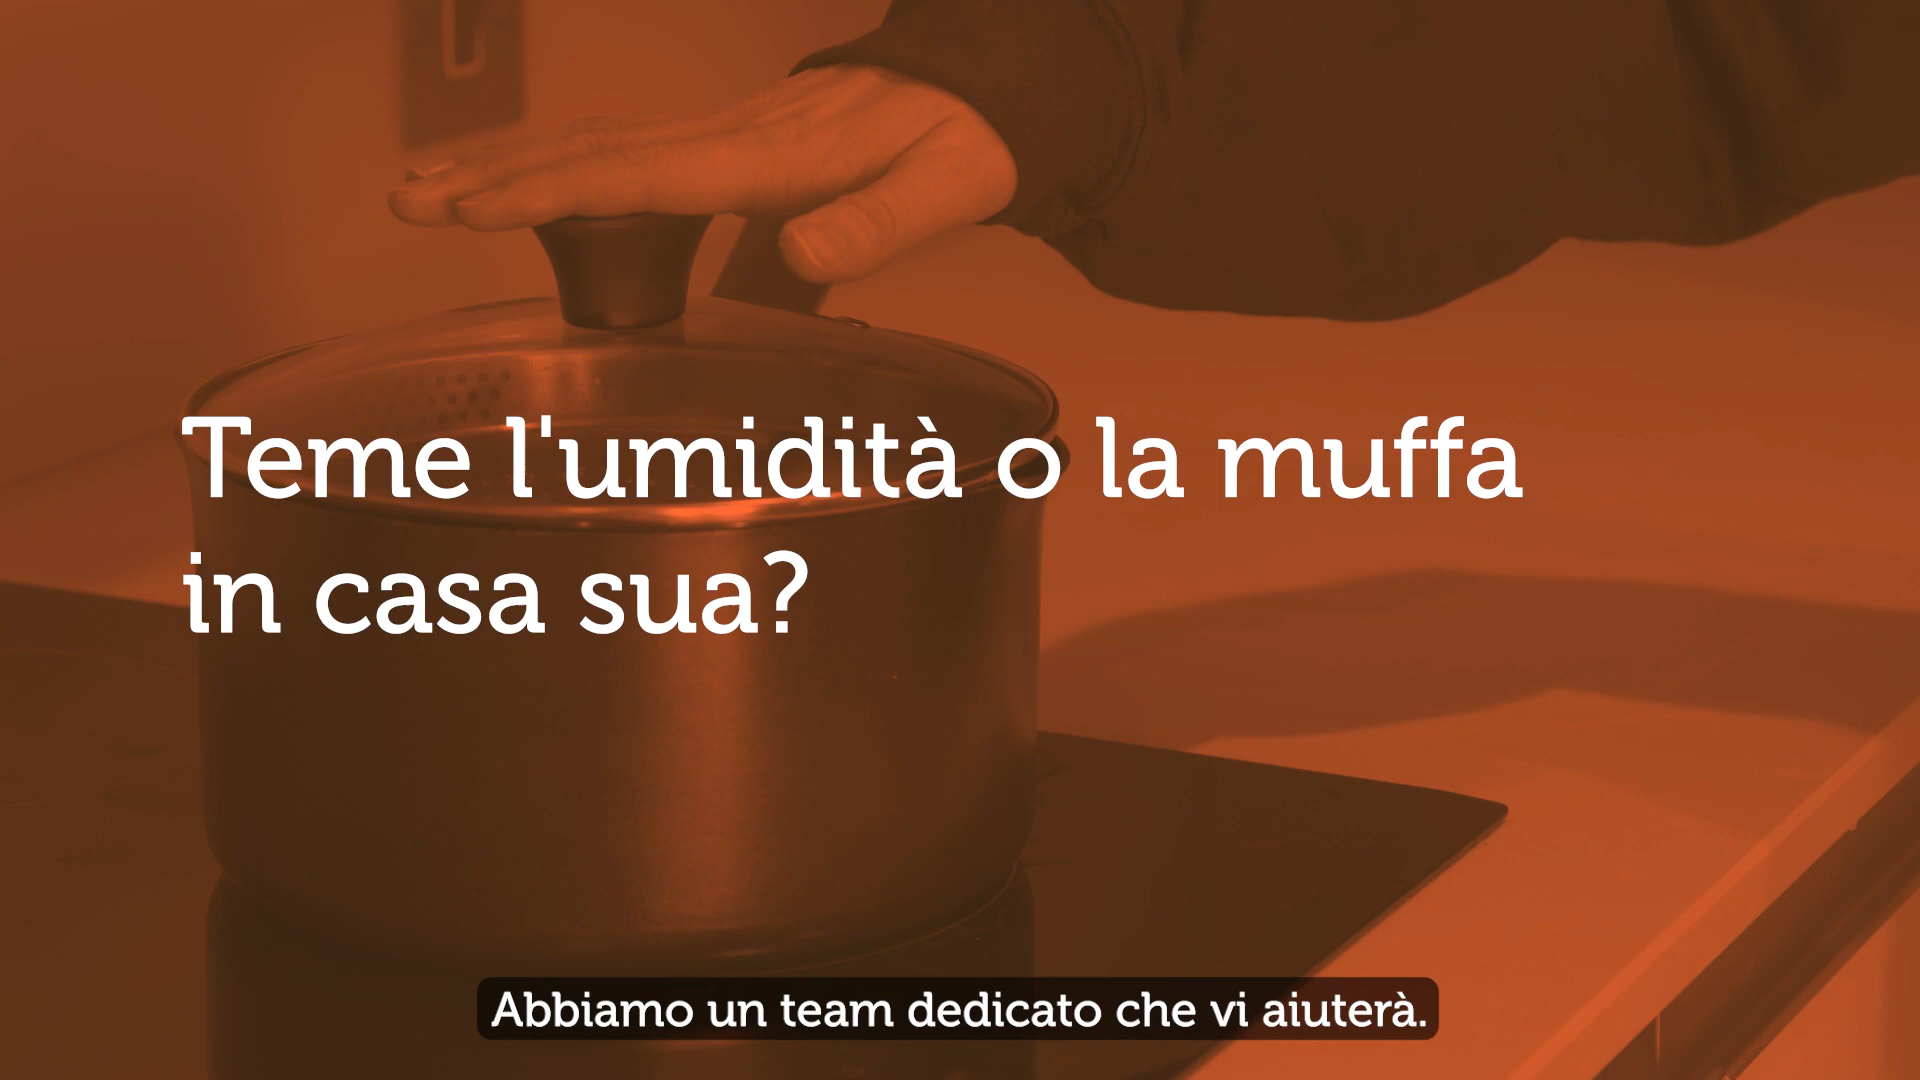 Teme l'umidità o la muffa
in casa sua?
Abbiamo un team dedicato che vi aiuterà.